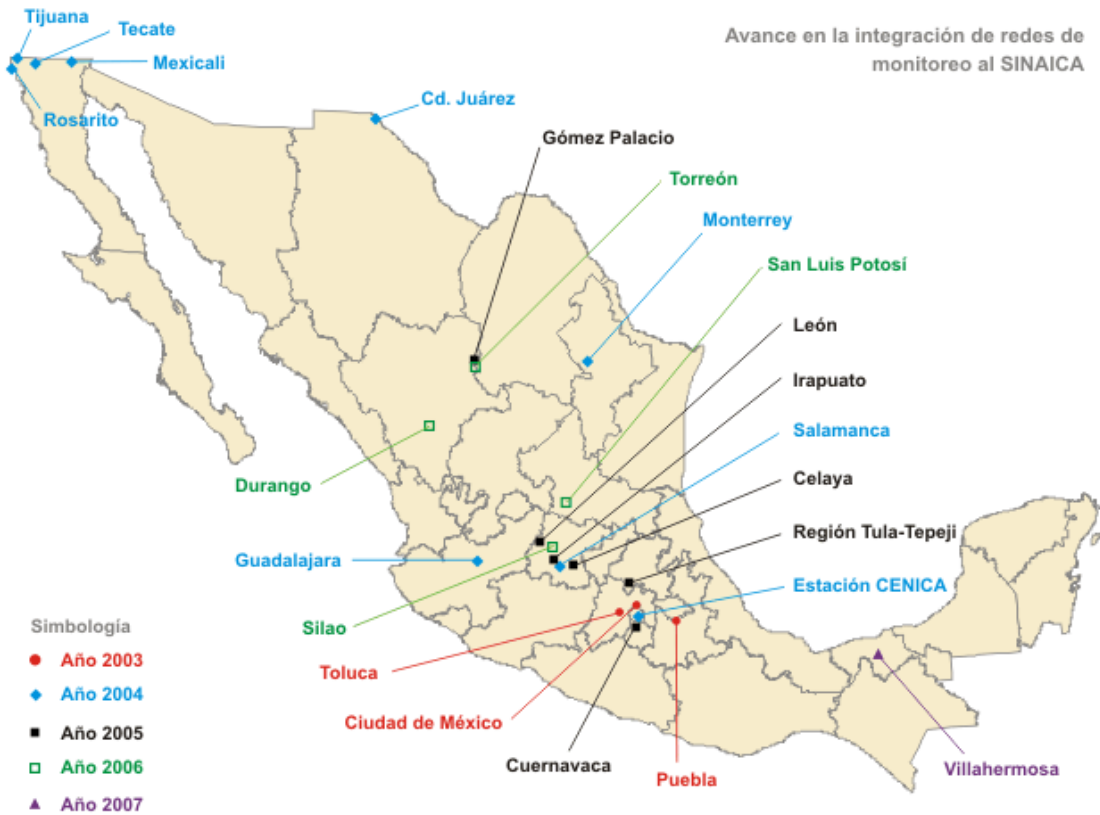 Avance en la integración de redes de
monitoreo al SINAICA
Tijuana
Tecate
Mexicali
Rosarito
Cd. Juárez
Gómez Palacio
Torreón
Monterrey
San Luis Potosí
León
Irapuato
Salamanca
Celaya
Región Tula-Tepeji
Estación CENICA
Durango
Guadalajara
Silao
Toluca
Ciudad de México
Cuernavaca
Puebla
Villahermosa
Simbología
Año 2003
Año 2004
Año 2005
Año 2006
Año 2007